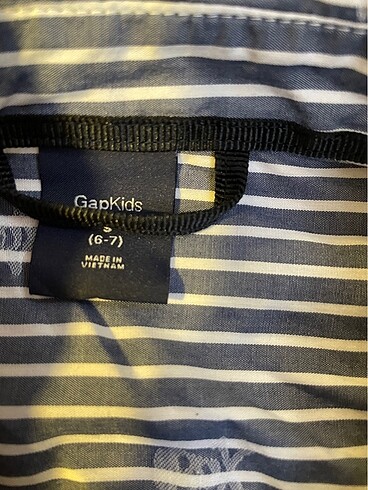 GapKids
S
(6-7)
MADE IN
VIETNAM